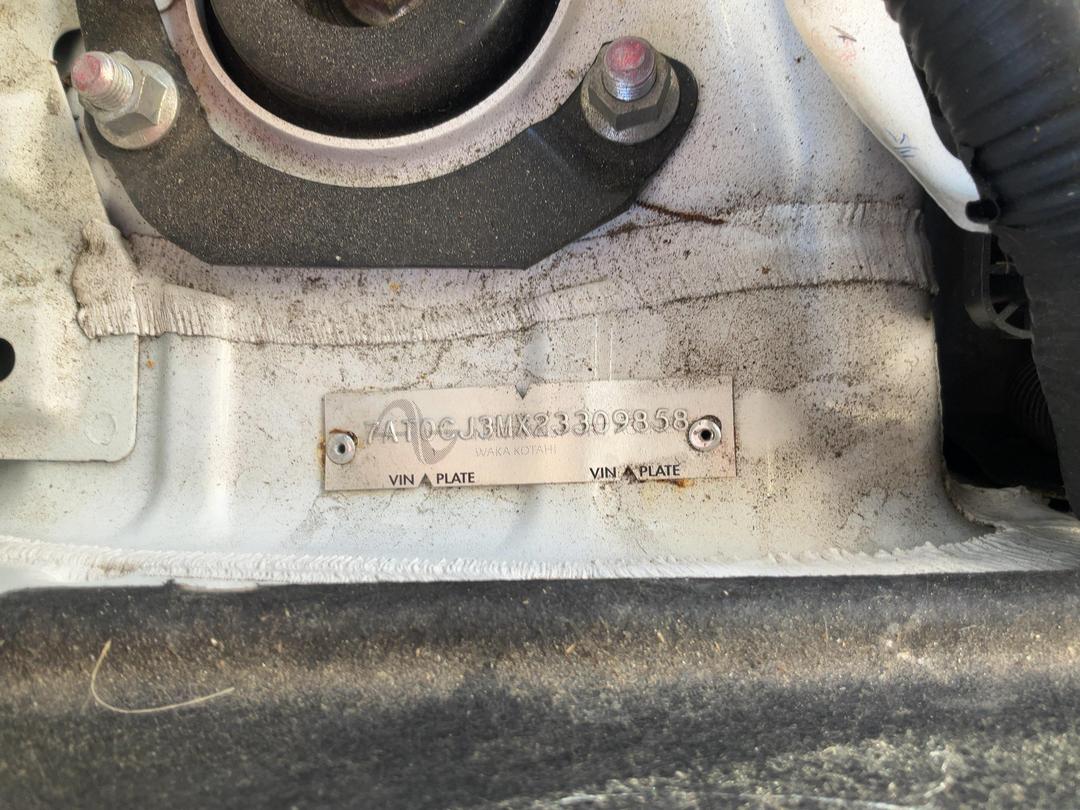 7AT0GJ3MX23309858
WAKA KOTAHI
VIN PLATE VIN PLATE